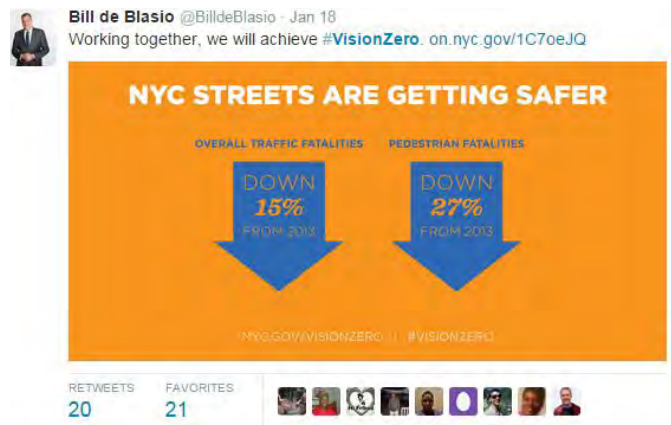 Bill de Blasio @BilldeBlasio · Jan 18
Working together, we will achieve #VisionZero. on.nyc.gov/1C7oeJQ
NYC STREETS ARE GETTING SAFER
OVERALL TRAFFIC FATALITIES
DOWN
15%
FROM 2013
PEDESTRIAN FATALITIES
DOWN
27%
FROM 2013
NYC.GOV/VISIONZERO | #VISIONZERO
RETWEETS FAVORITES
20 21